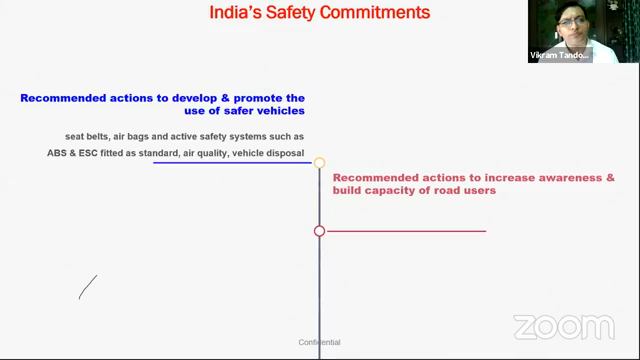 India's Safety Commitments
Vikram Tando...
Recommended actions to develop & promote the
use of safer vehicles
seat belts, air bags and active safety systems such as
ABS & ESC fitted as standard, air quality, vehicle disposal
Recommended actions to increase awareness &
build capacity of road users
zoom
Confidential